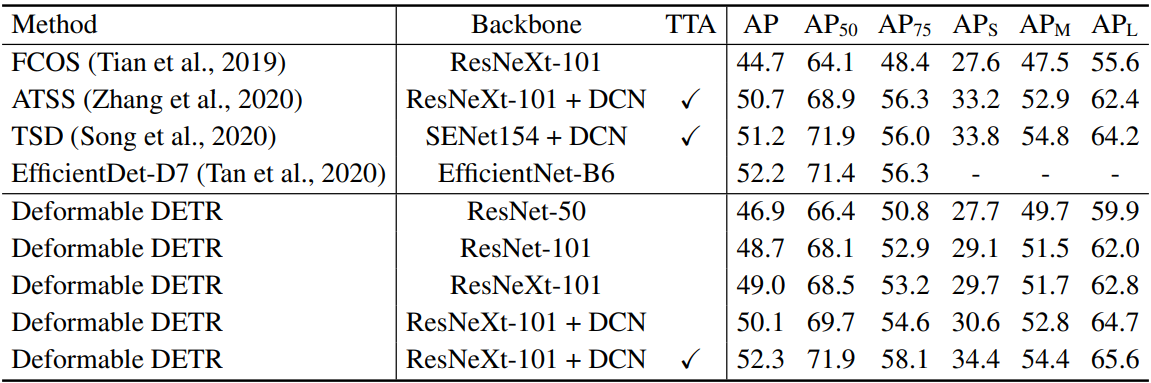 Method Backbone TTA AP AP50 AP75 APS APM APL
FCOS (Tian et al., 2019) ResNeXt-101 44.7 64.1 48.4 27.6 47.5 55.6
ATSS (Zhang et al., 2020) ResNeXt-101 + DCN ✓ 50.7 68.9 56.3 33.2 52.9 62.4
TSD (Song et al., 2020) SENet154 + DCN ✓ 51.2 71.9 56.0 33.8 54.8 64.2
EfficientDet-D7 (Tan et al., 2020) EfficientNet-B6 52.2 71.4 56.3 - - -
Deformable DETR ResNet-50 46.9 66.4 50.8 27.7 49.7 59.9
Deformable DETR ResNet-101 48.7 68.1 52.9 29.1 51.5 62.0
Deformable DETR ResNeXt-101 49.0 68.5 53.2 29.7 51.7 62.8
Deformable DETR ResNeXt-101 + DCN 50.1 69.7 54.6 30.6 52.8 64.7
Deformable DETR ResNeXt-101 + DCN ✓ 52.3 71.9 58.1 34.4 54.4 65.6